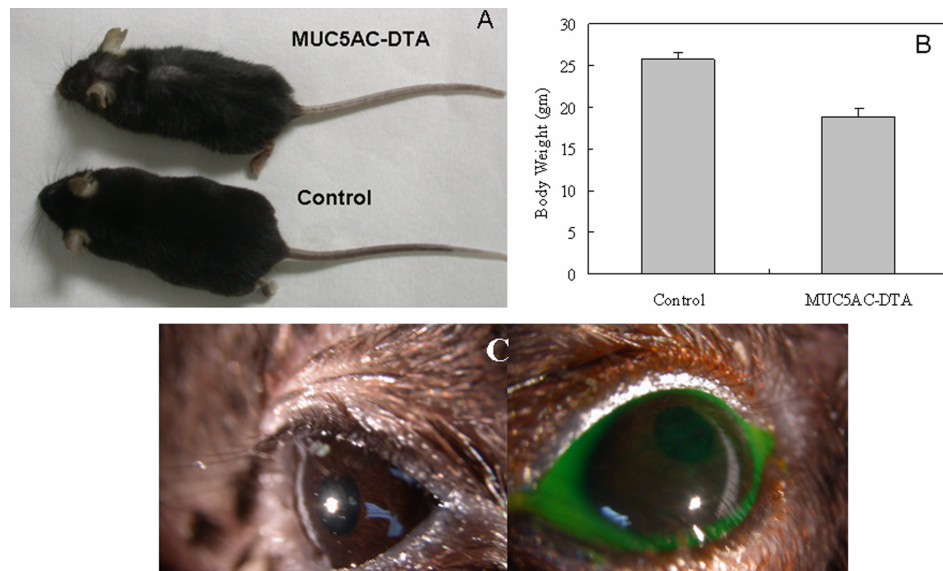 A
MUC5AC-DTA
Control
B
30
25
20
15
10
5
0
Body Weight (gm)
Control
MUC5AC-DTA
C